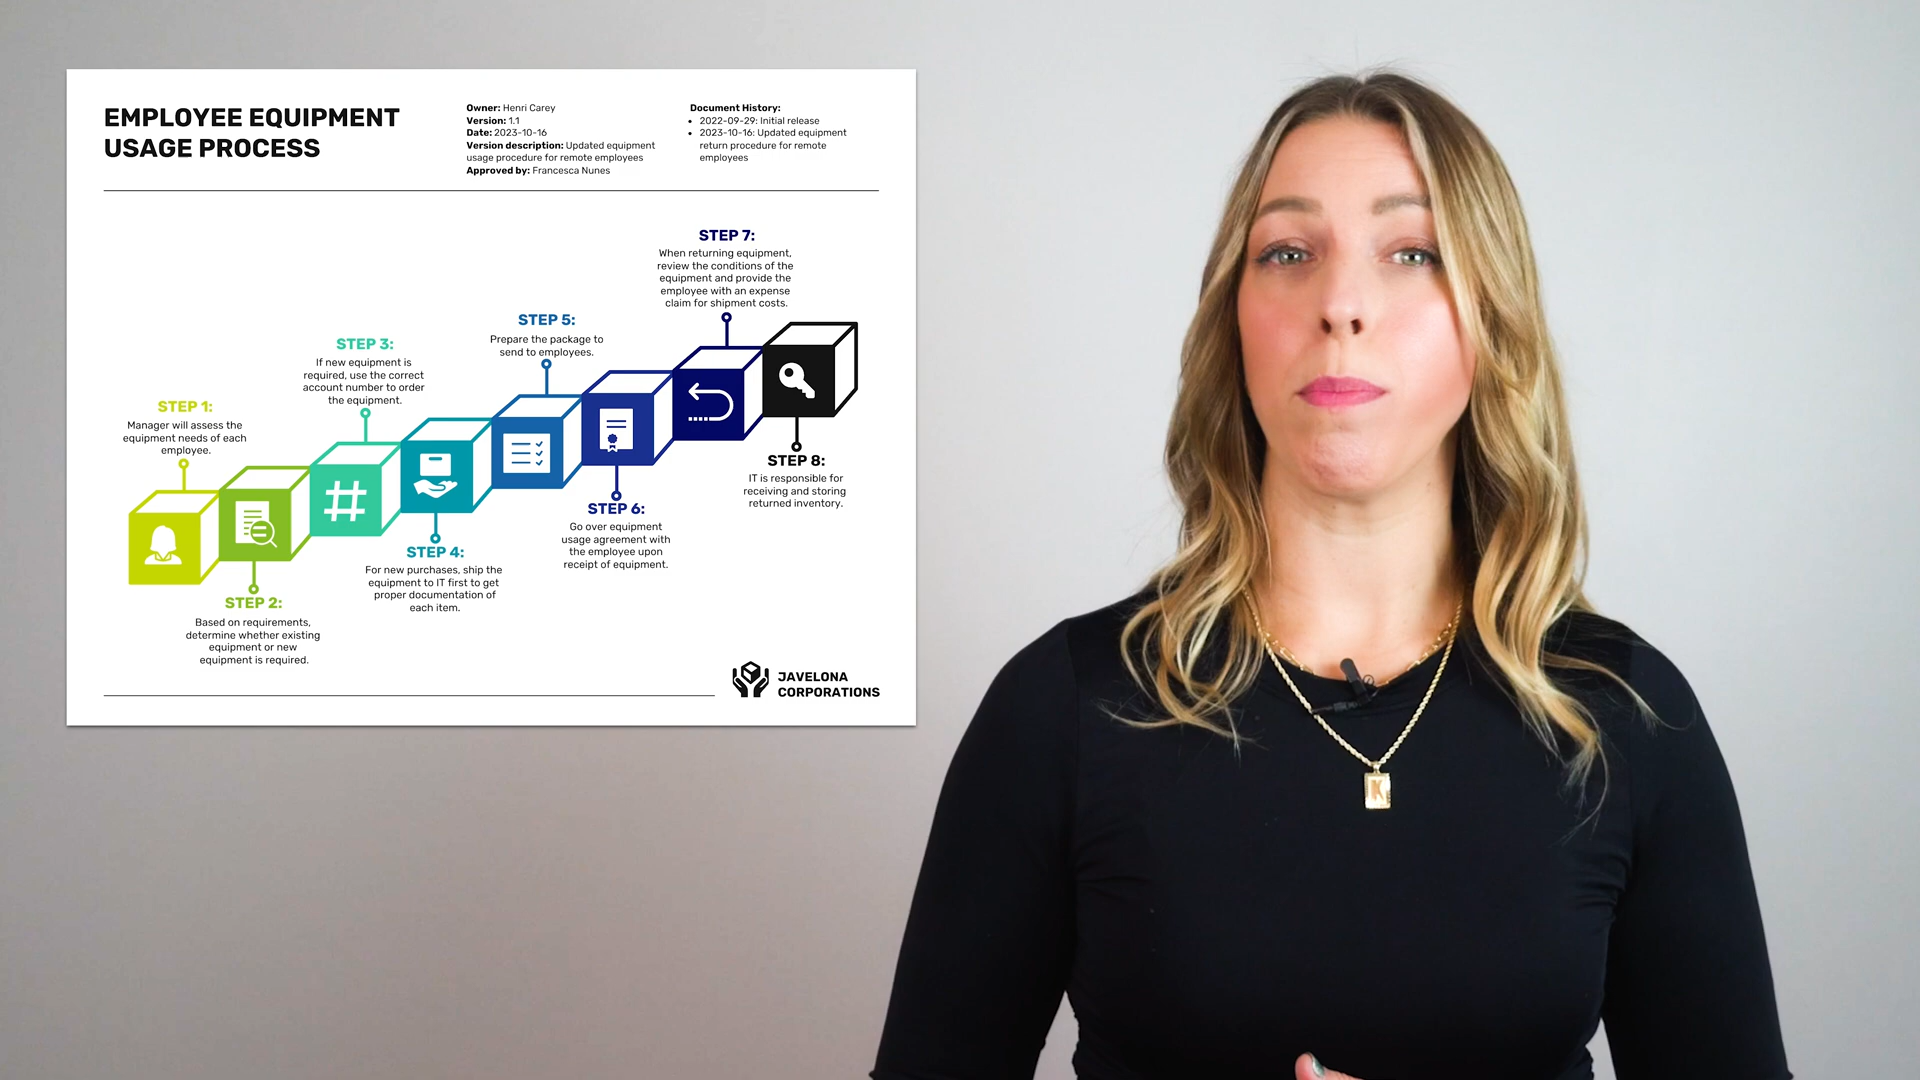 EMPLOYEE EQUIPMENT
USAGE PROCESS
Owner: Henri Carey
Version: 1.1
Date: 2023-10-16
Version description: Updated equipment
usage procedure for remote employees
Approved by: Francesca Nunes
Document History:
• 2022-09-29: Initial release
• 2023-10-16: Updated equipment
return procedure for remote
employees
STEP 1:
Manager will assess the
equipment needs of each
employee.
STEP 2:
Based on requirements,
determine whether existing
equipment or new
equipment is required.
STEP 3:
If new equipment is
required, use the correct
account number to order
the equipment.
#
STEP 4:
For new purchases, ship the
equipment to IT first to get
proper documentation of
each item.
STEP 5:
Prepare the package to
send to employees.
STEP 6:
Go over equipment
usage agreement with
the employee upon
receipt of equipment.
STEP 7:
When returning equipment,
review the conditions of the
equipment and provide the
employee with an expense
claim for shipment costs.
STEP 8:
IT is responsible for
receiving and storing
returned inventory.
JAVELONA
CORPORATIONS
K